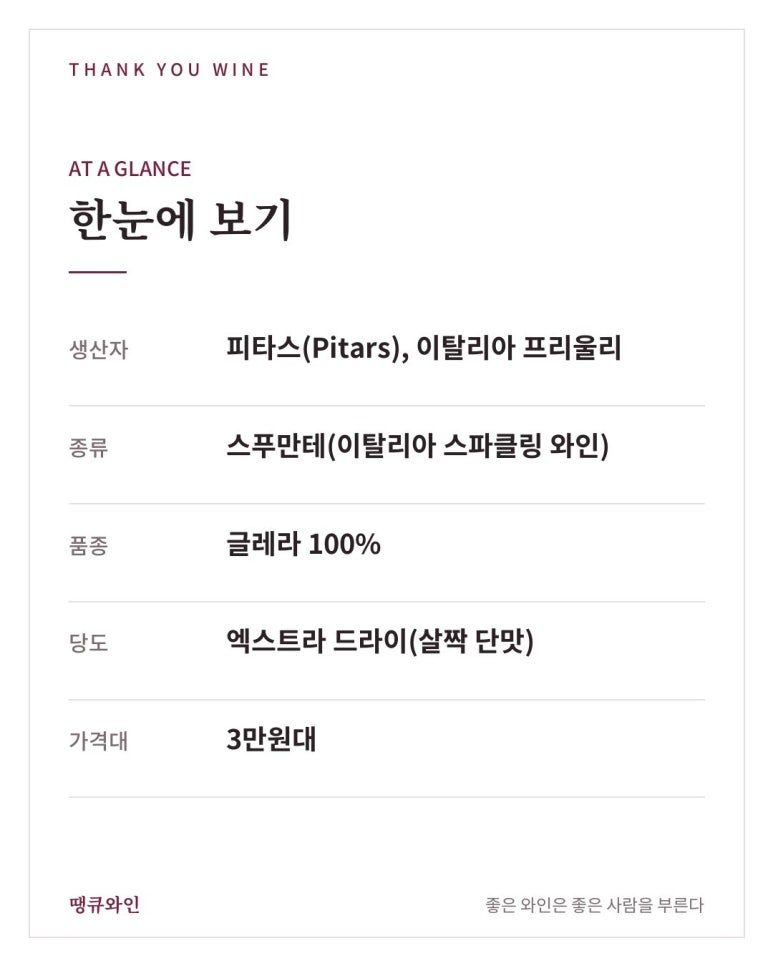 THANK YOU WINE
AT A GLANCE
한눈에 보기
생산자 피타스(Pitars), 이탈리아 프리울리
종류 스푸만테(이탈리아 스파클링 와인)
품종 글레라 100%
당도 엑스트라 드라이(살짝 단맛)
가격대 3만원대
땡큐와인 좋은 와인은 좋은 사람을 부른다